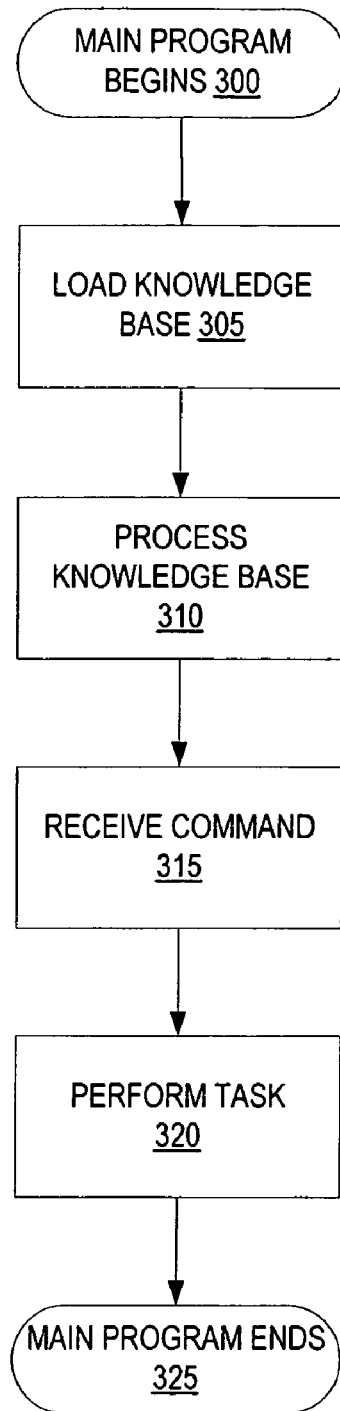 MAIN PROGRAM
BEGINS 300
LOAD KNOWLEDGE
BASE 305
PROCESS
KNOWLEDGE BASE
310
RECEIVE COMMAND
315
PERFORM TASK
320
MAIN PROGRAM ENDS
325